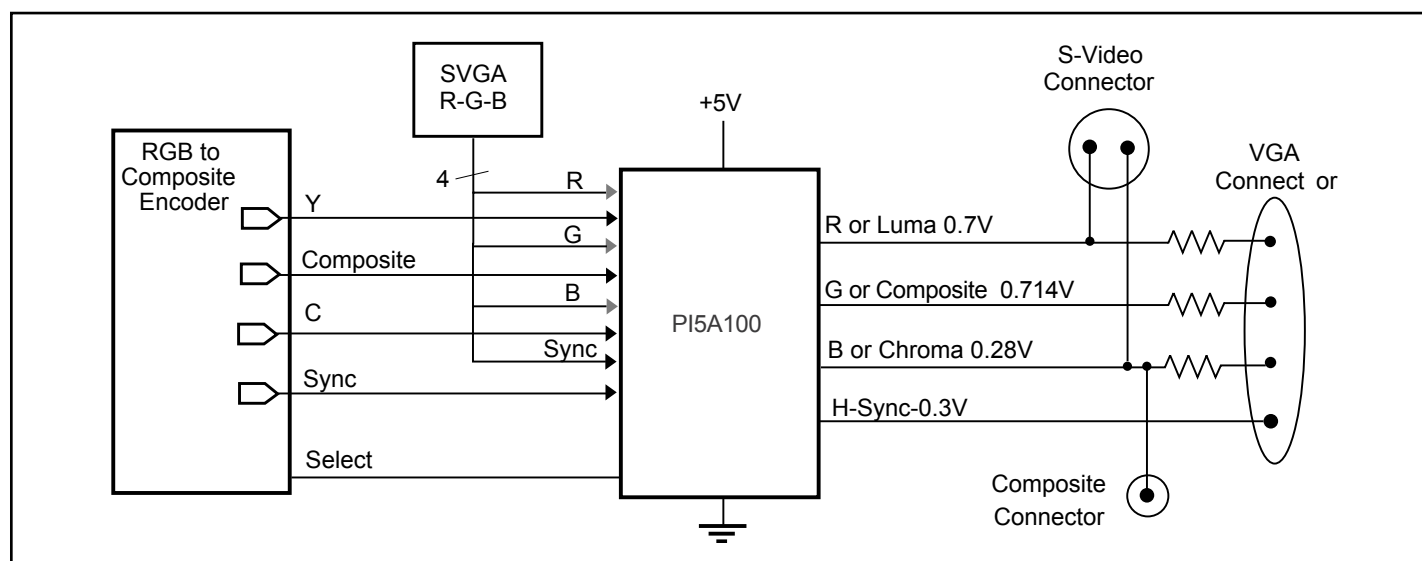 SVGA
R-G-B
+5V
S-Video
Connector
VGA
Connect or
RGB to
Composite
Encoder
4
R
Y
G
Composite
B
C
Sync
Sync
Select
PI5A100
R or Luma 0.7V
G or Composite 0.714V
B or Chroma 0.28V
H-Sync-0.3V
Composite
Connector